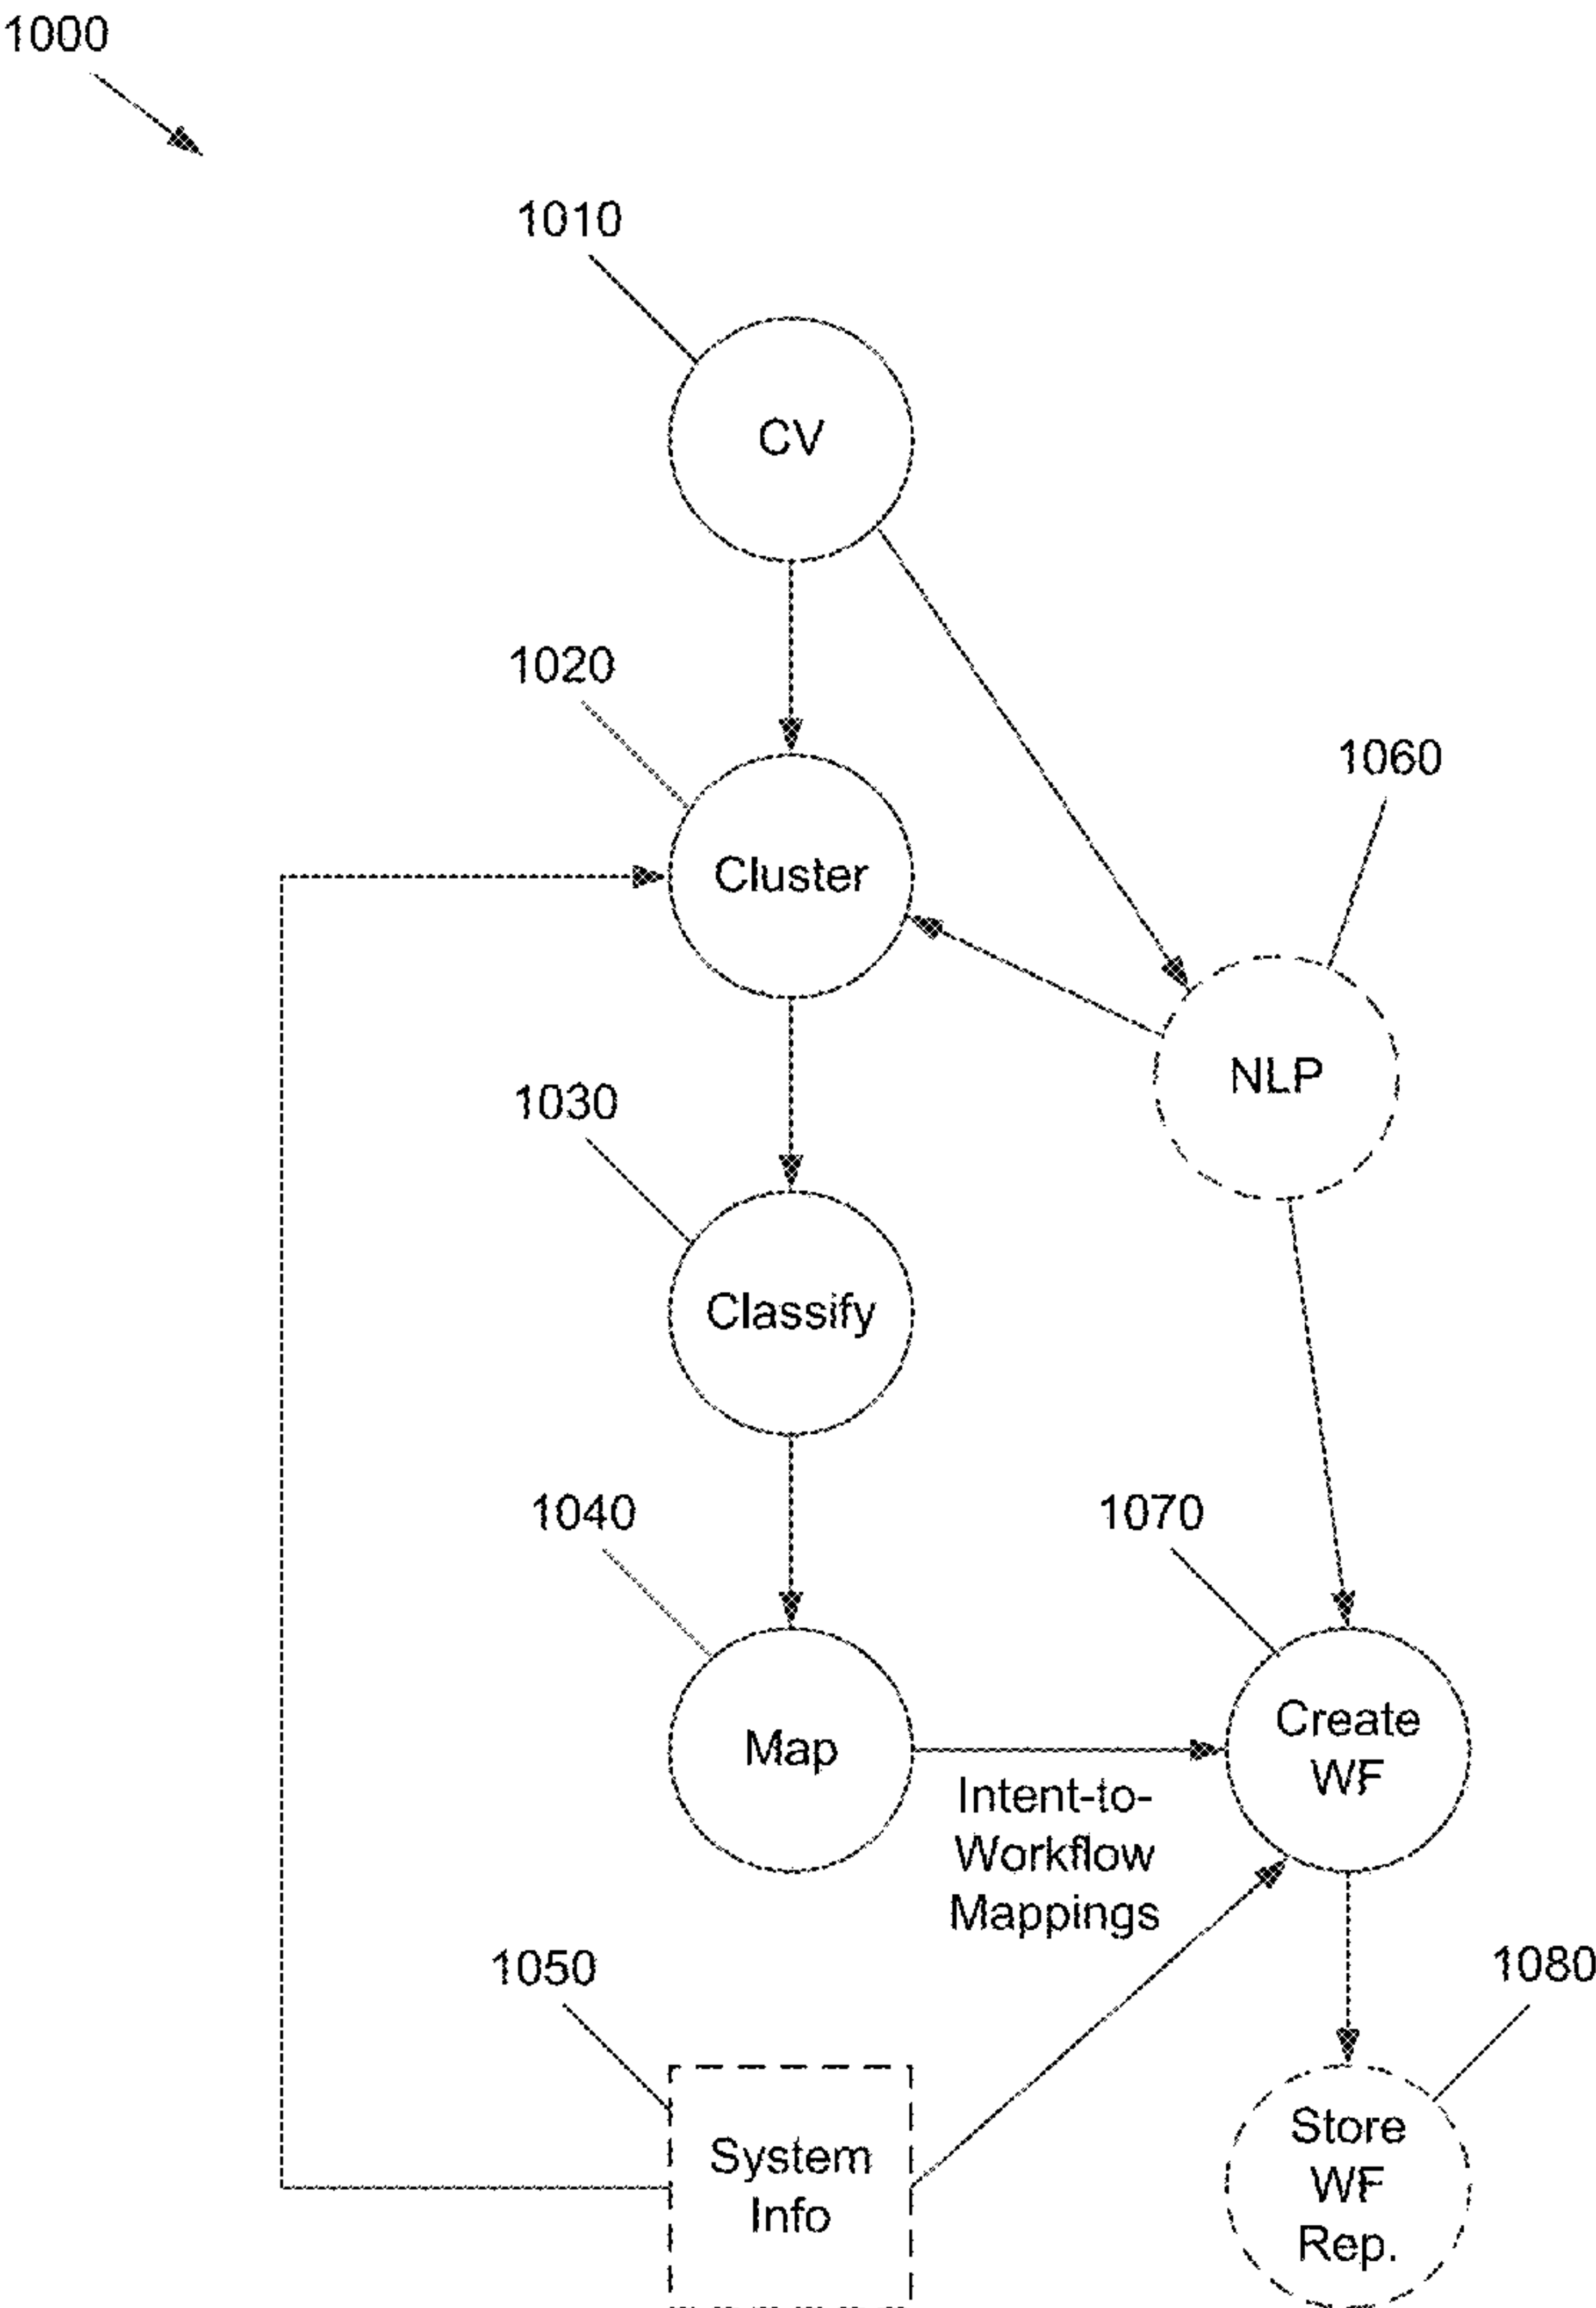 1000
1010
CV
1020
1060
Cluster
NLP
1030
Classify
1040
1070
Map
Create
WF
Intent-to-
Workflow
Mappings
1050
1080
System
Info
Store
WF
Rep.